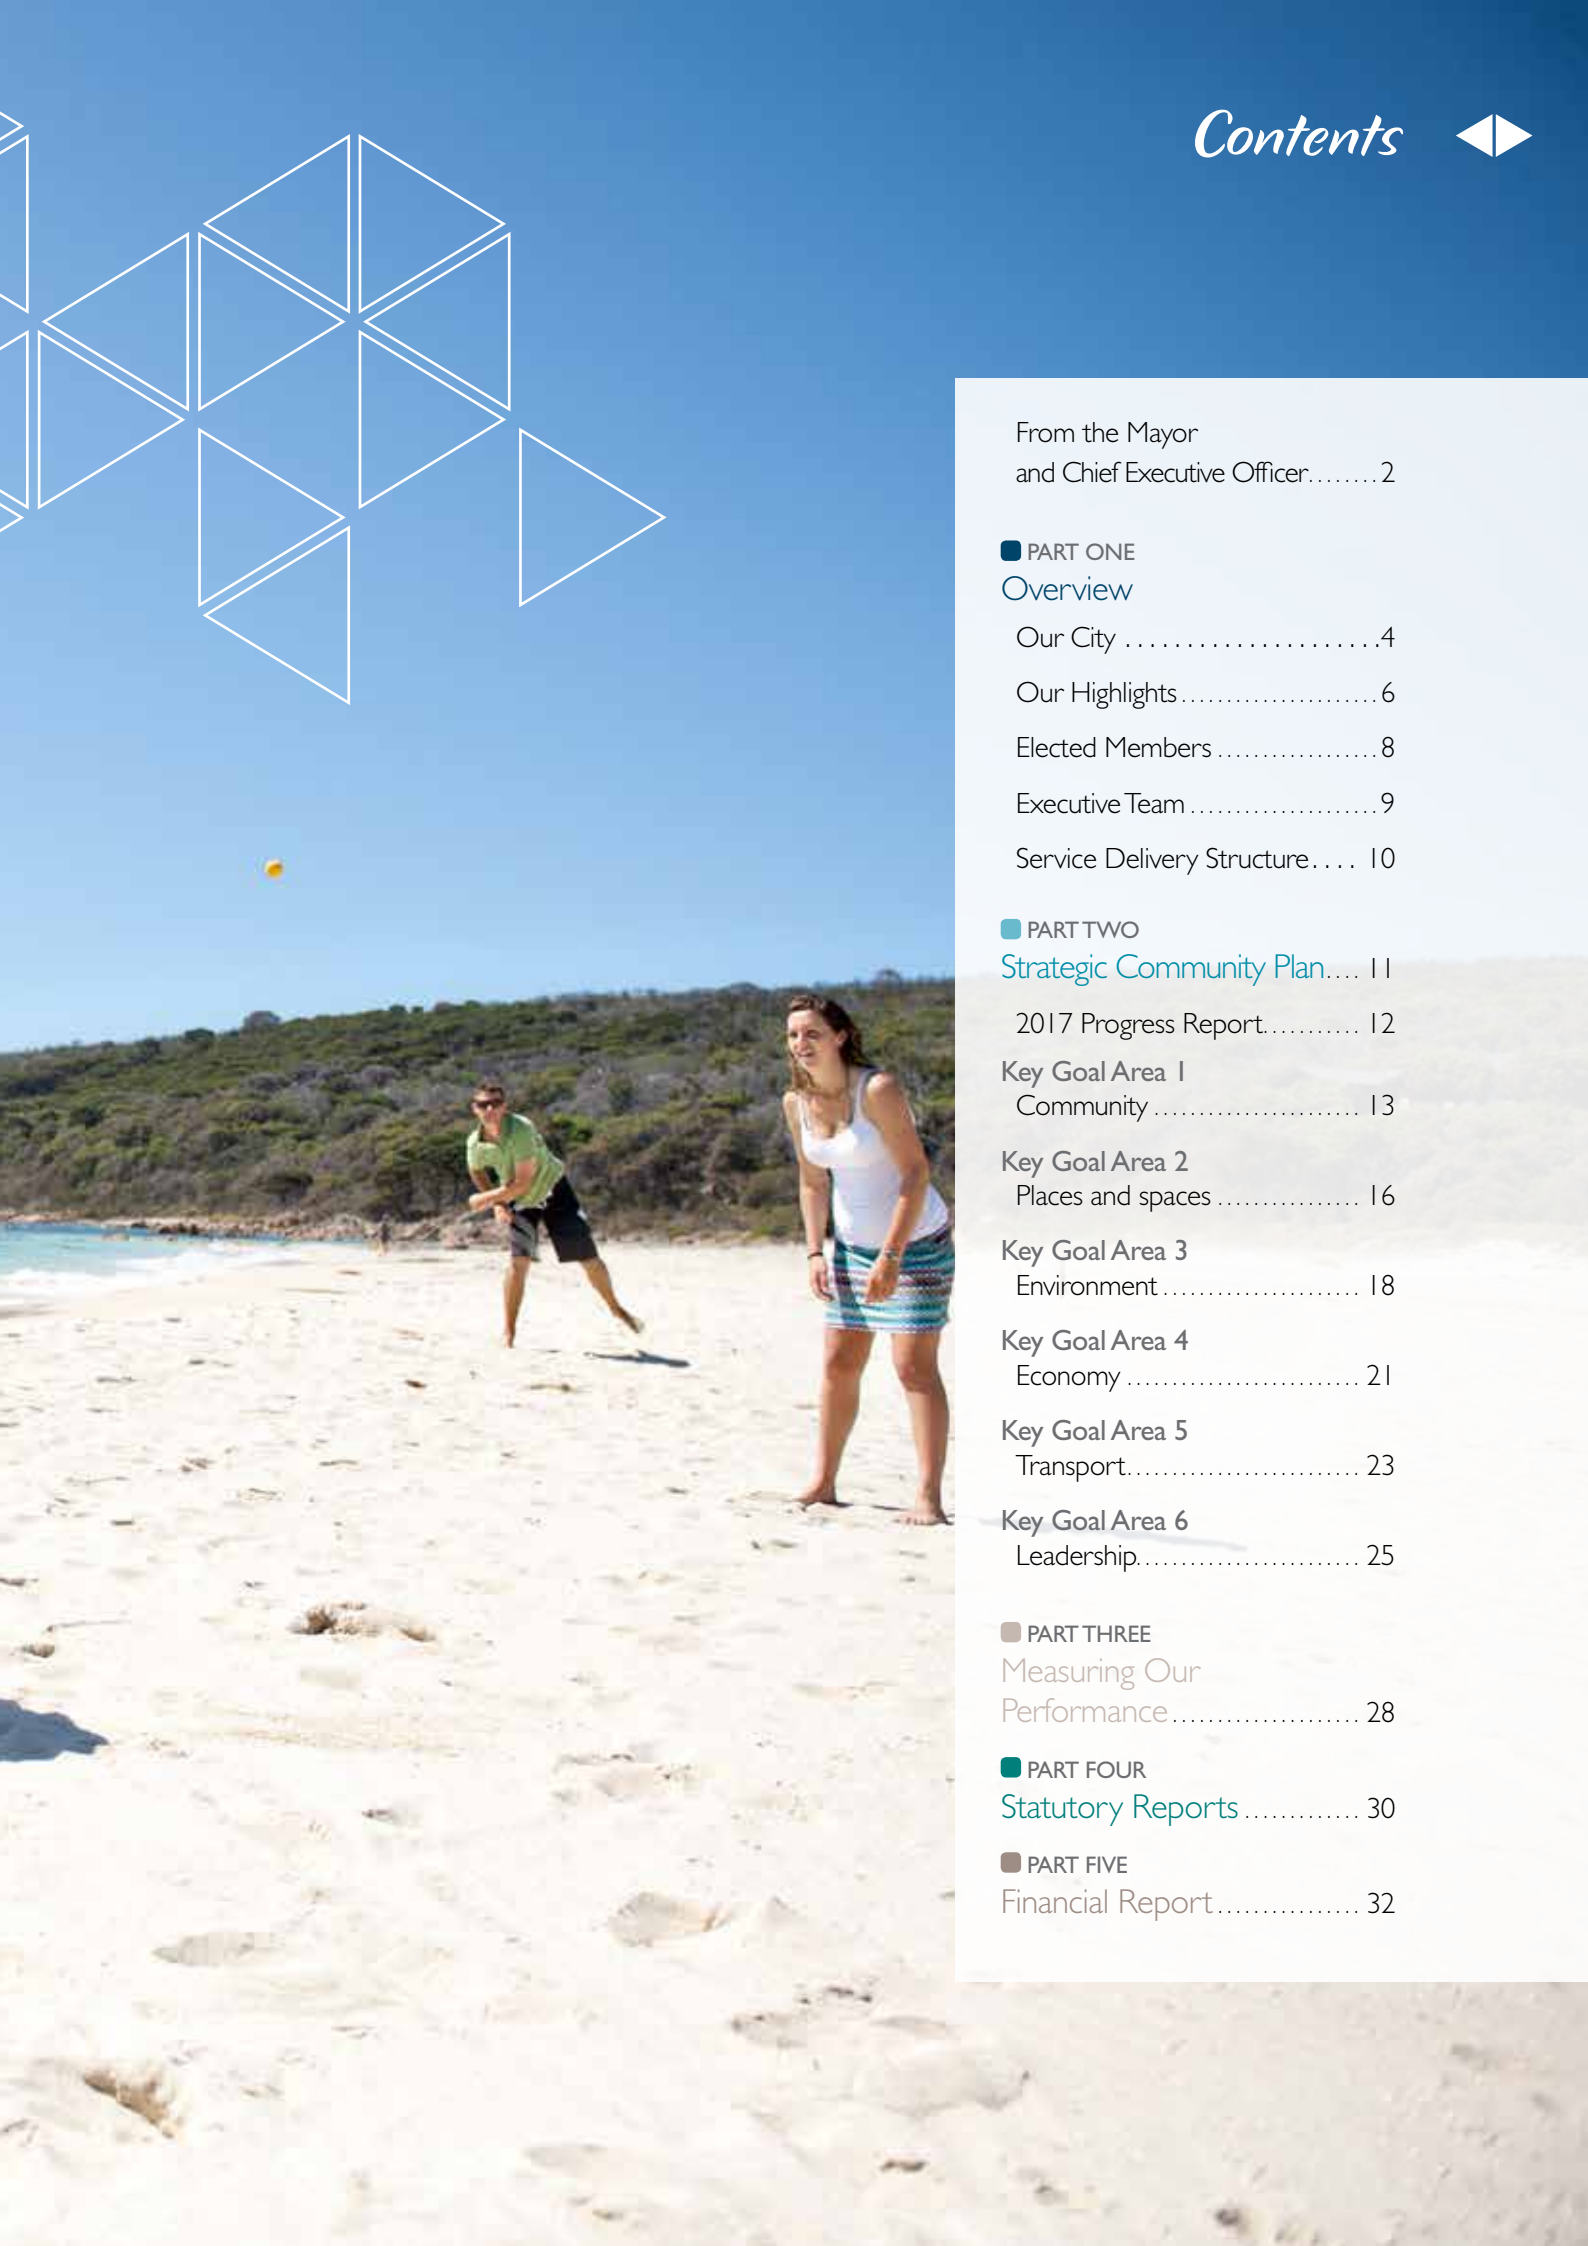 Contents
From the Mayor
and Chief Executive Officer........2
PART ONE
Overview
Our City .....................4
Our Highlights......................6
Elected Members ..................8
Executive Team .....................9
Service Delivery Structure.... 10
PART TWO
Strategic Community Plan.... 11
2017 Progress Report........... 12
Key Goal Area 1
Community ....................... 13
Key Goal Area 2
Places and spaces ................ 16
Key Goal Area 3
Environment ...................... 18
Key Goal Area 4
Economy .......................... 21
Key Goal Area 5
Transport.......................... 23
Key Goal Area 6
Leadership......................... 25
PART THREE
Measuring Our
Performance..................... 28
PART FOUR
Statutory Reports ............. 30
PART FIVE
Financial Report................ 32